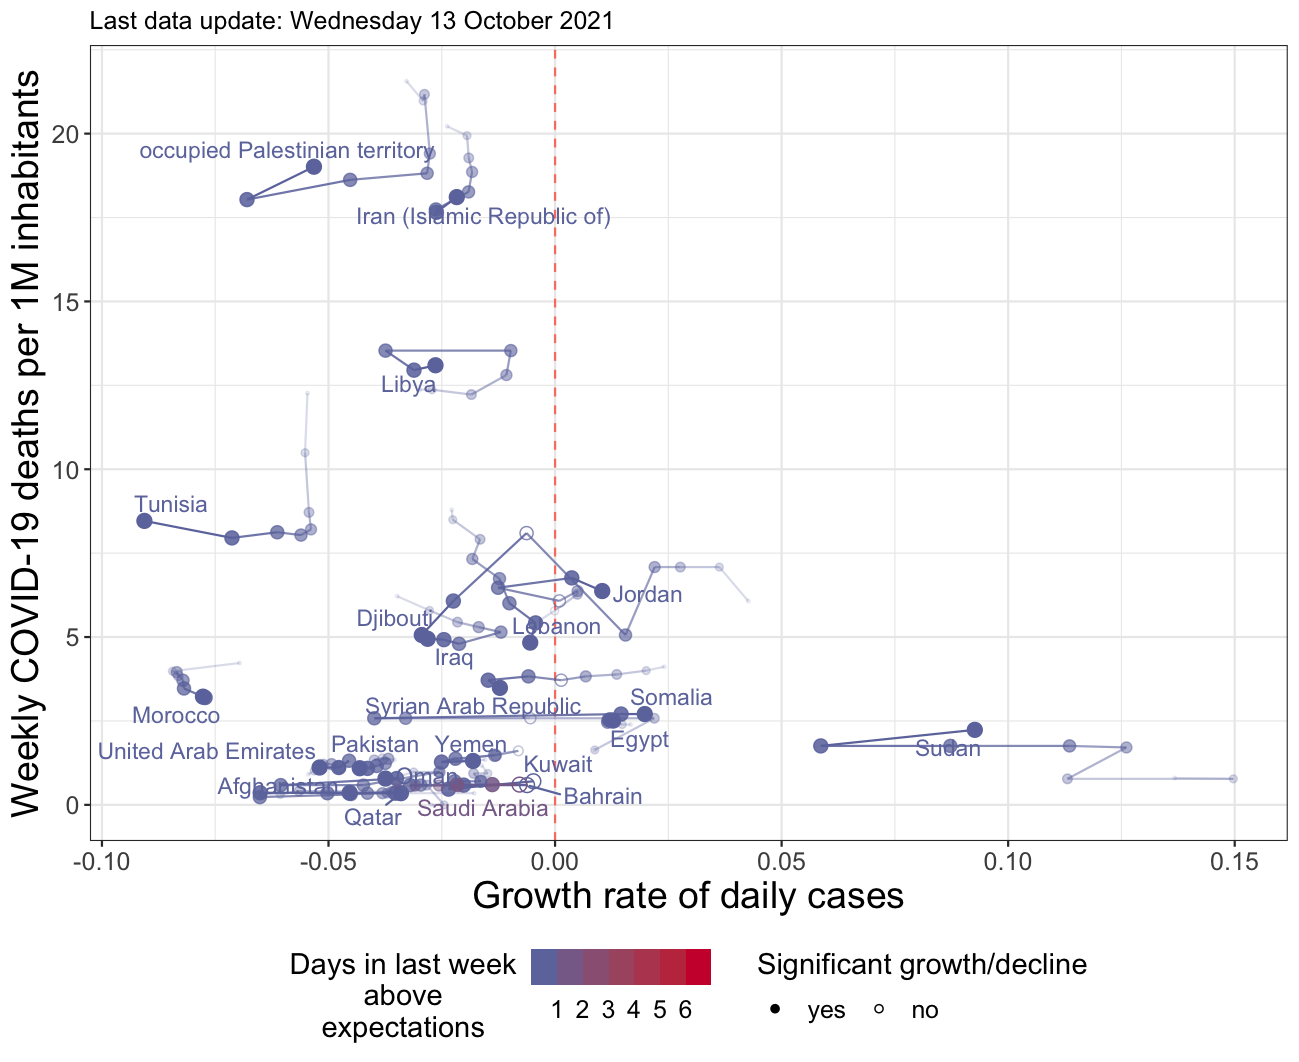 Last data update: Wednesday 13 October 2021
Weekly COVID-19 deaths per 1M inhabitants
20
15
10
5
0
occupied Palestinian territory
Iran (Islamic Republic of)
Libya
Tunisia
Jordan
Djibouti
Lebanon
Iraq
Somalia
Syrian Arab Republic
Morocco
Egypt
Sudan
Pakistan
Yemen
United Arab Emirates
Kuwait
Oman
Afghanistan
Bahrain
Saudi Arabia
Qatar
-0.10 -0.05 0.00 0.05 0.10 0.15
Growth rate of daily cases
Days in last week
above
expectations
1 2 3 4 5 6
Significant growth/decline
yes no